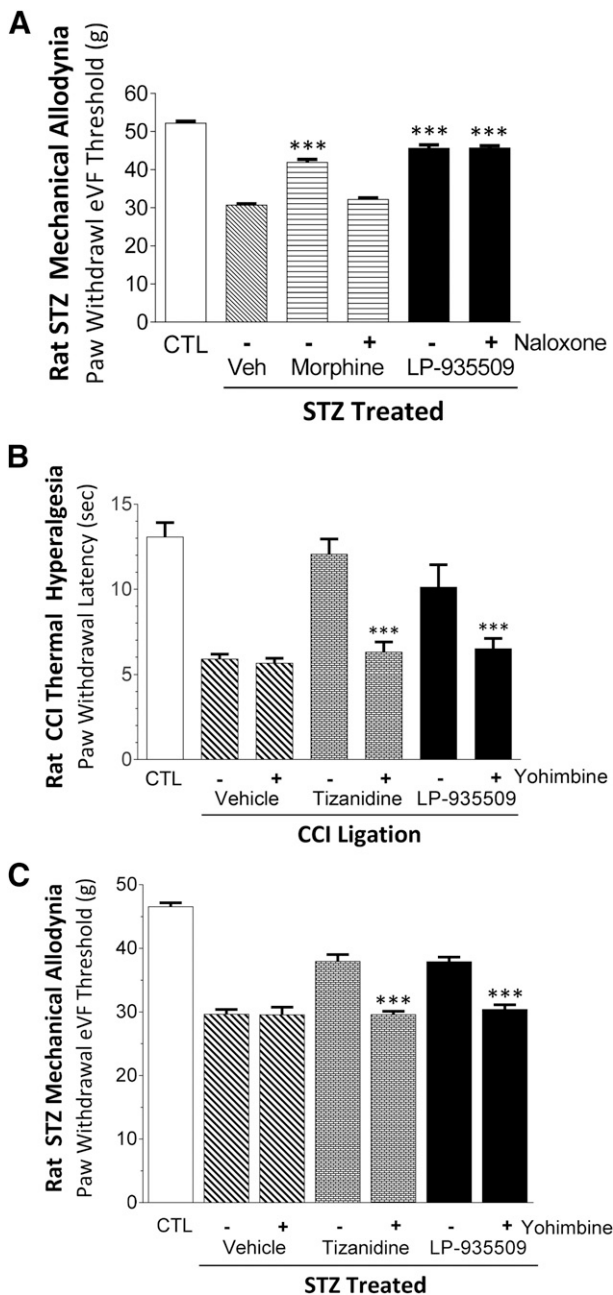 A
Rat STZ Mechanical Allodynia
Paw Withdrawl eVF Threshold (g)
60
50
40
30
20
10
0
*** *** ***
CTL - - + - + Naloxone
Veh Morphine LP-935509
STZ Treated
B
Rat CCI Thermal Hyperalgesia
Paw Withdrawal Latency (sec)
15
10
5
0
*** ***
CTL - + - + - + Yohimbine
Vehicle Tizanidine LP-935509
CCI Ligation
C
Rat STZ Mechanical Allodynia
Paw Withdrawal eVF Threshold (g)
50
40
30
20
10
0
*** ***
CTL - + - + - + Yohimbine
Vehicle Tizanidine LP-935509
STZ Treated